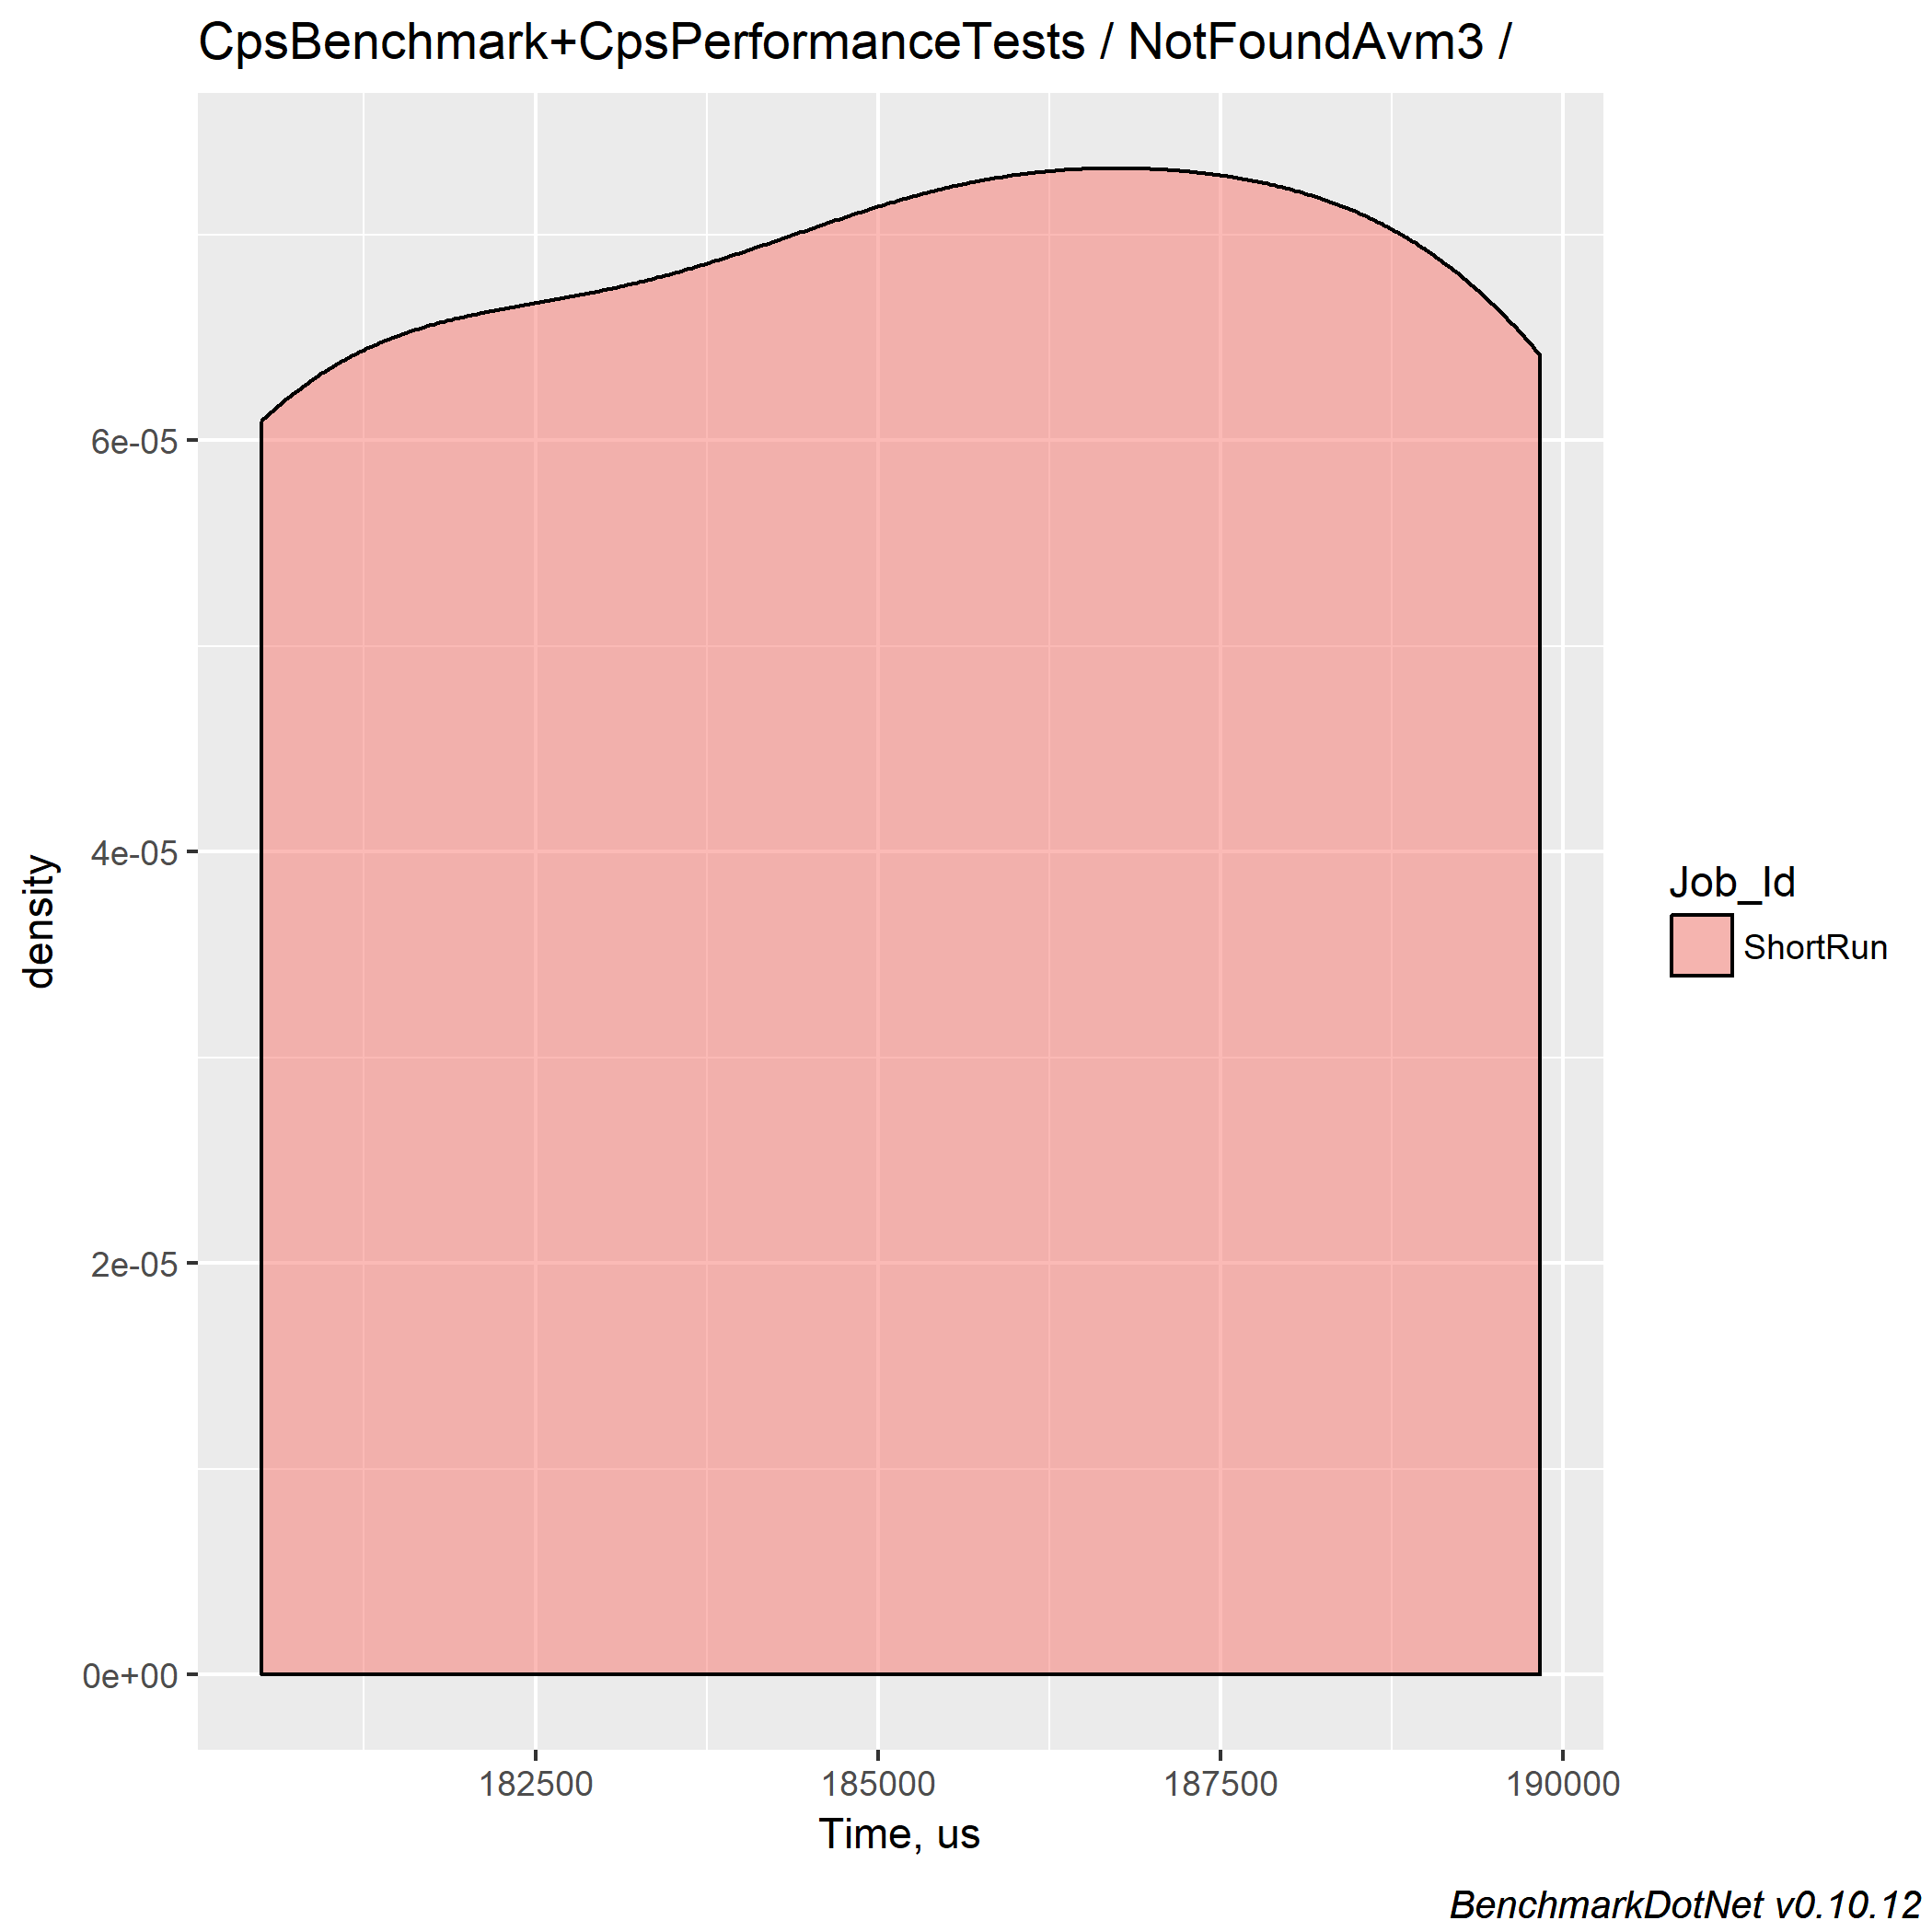 CpsBenchmark+CpsPerformanceTests / NotFoundAvm3 /
density
6e-05
4e-05
2e-05
0e+00
182500 185000 187500 190000
Time, us
Job_Id
ShortRun
BenchmarkDotNet v0.10.12